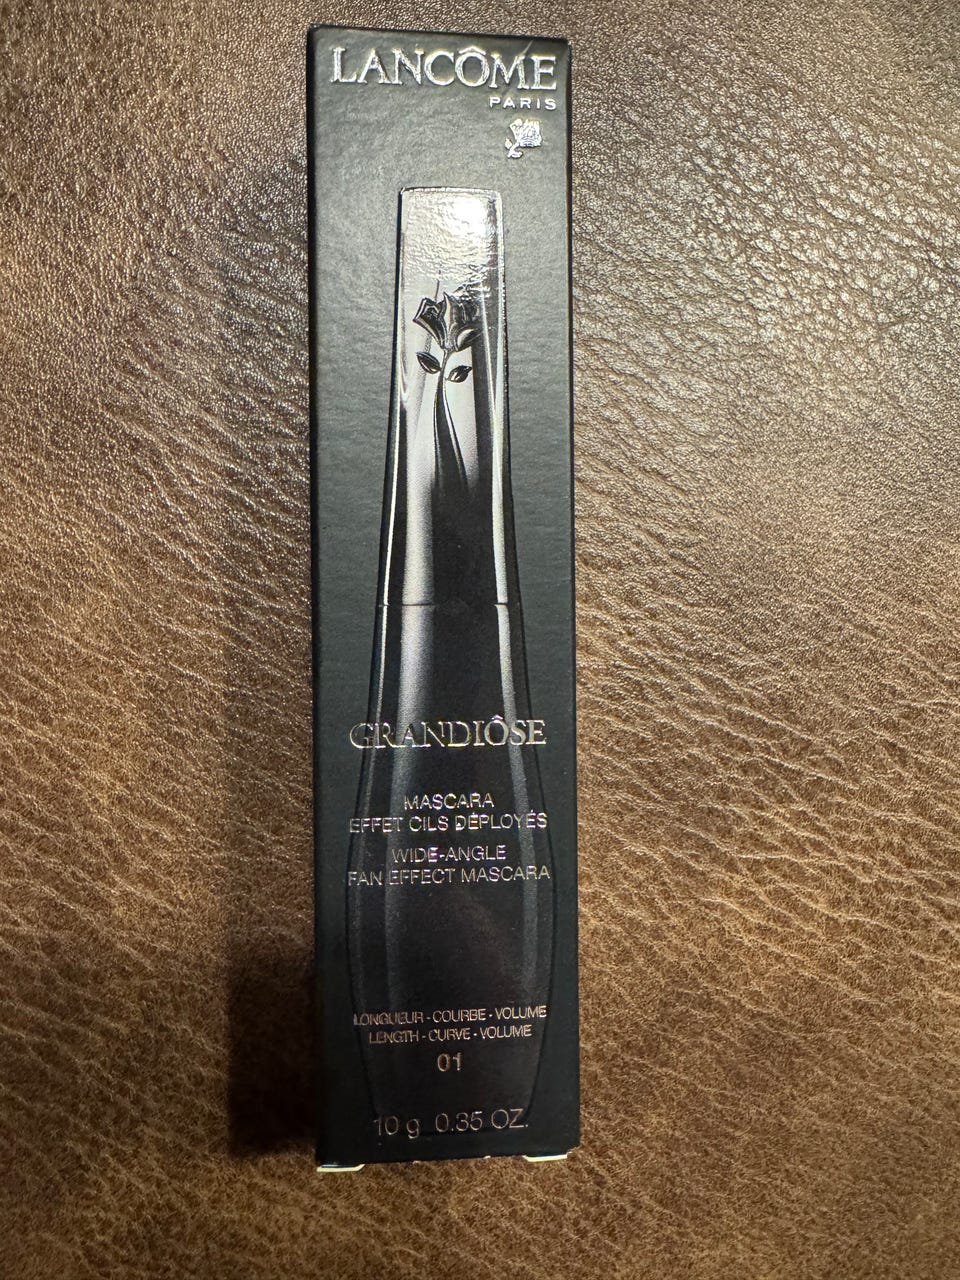 LANCÔME
PARIS
GRANDIÔSE
MASCARA
EFFET CILS DÉPLOYÉS
WIDE-ANGLE
FAN EFFECT MASCARA
LONGUEUR - COURBE - VOLUME
LENGTH - CURVE - VOLUME
01
10 g 0.35 OZ.